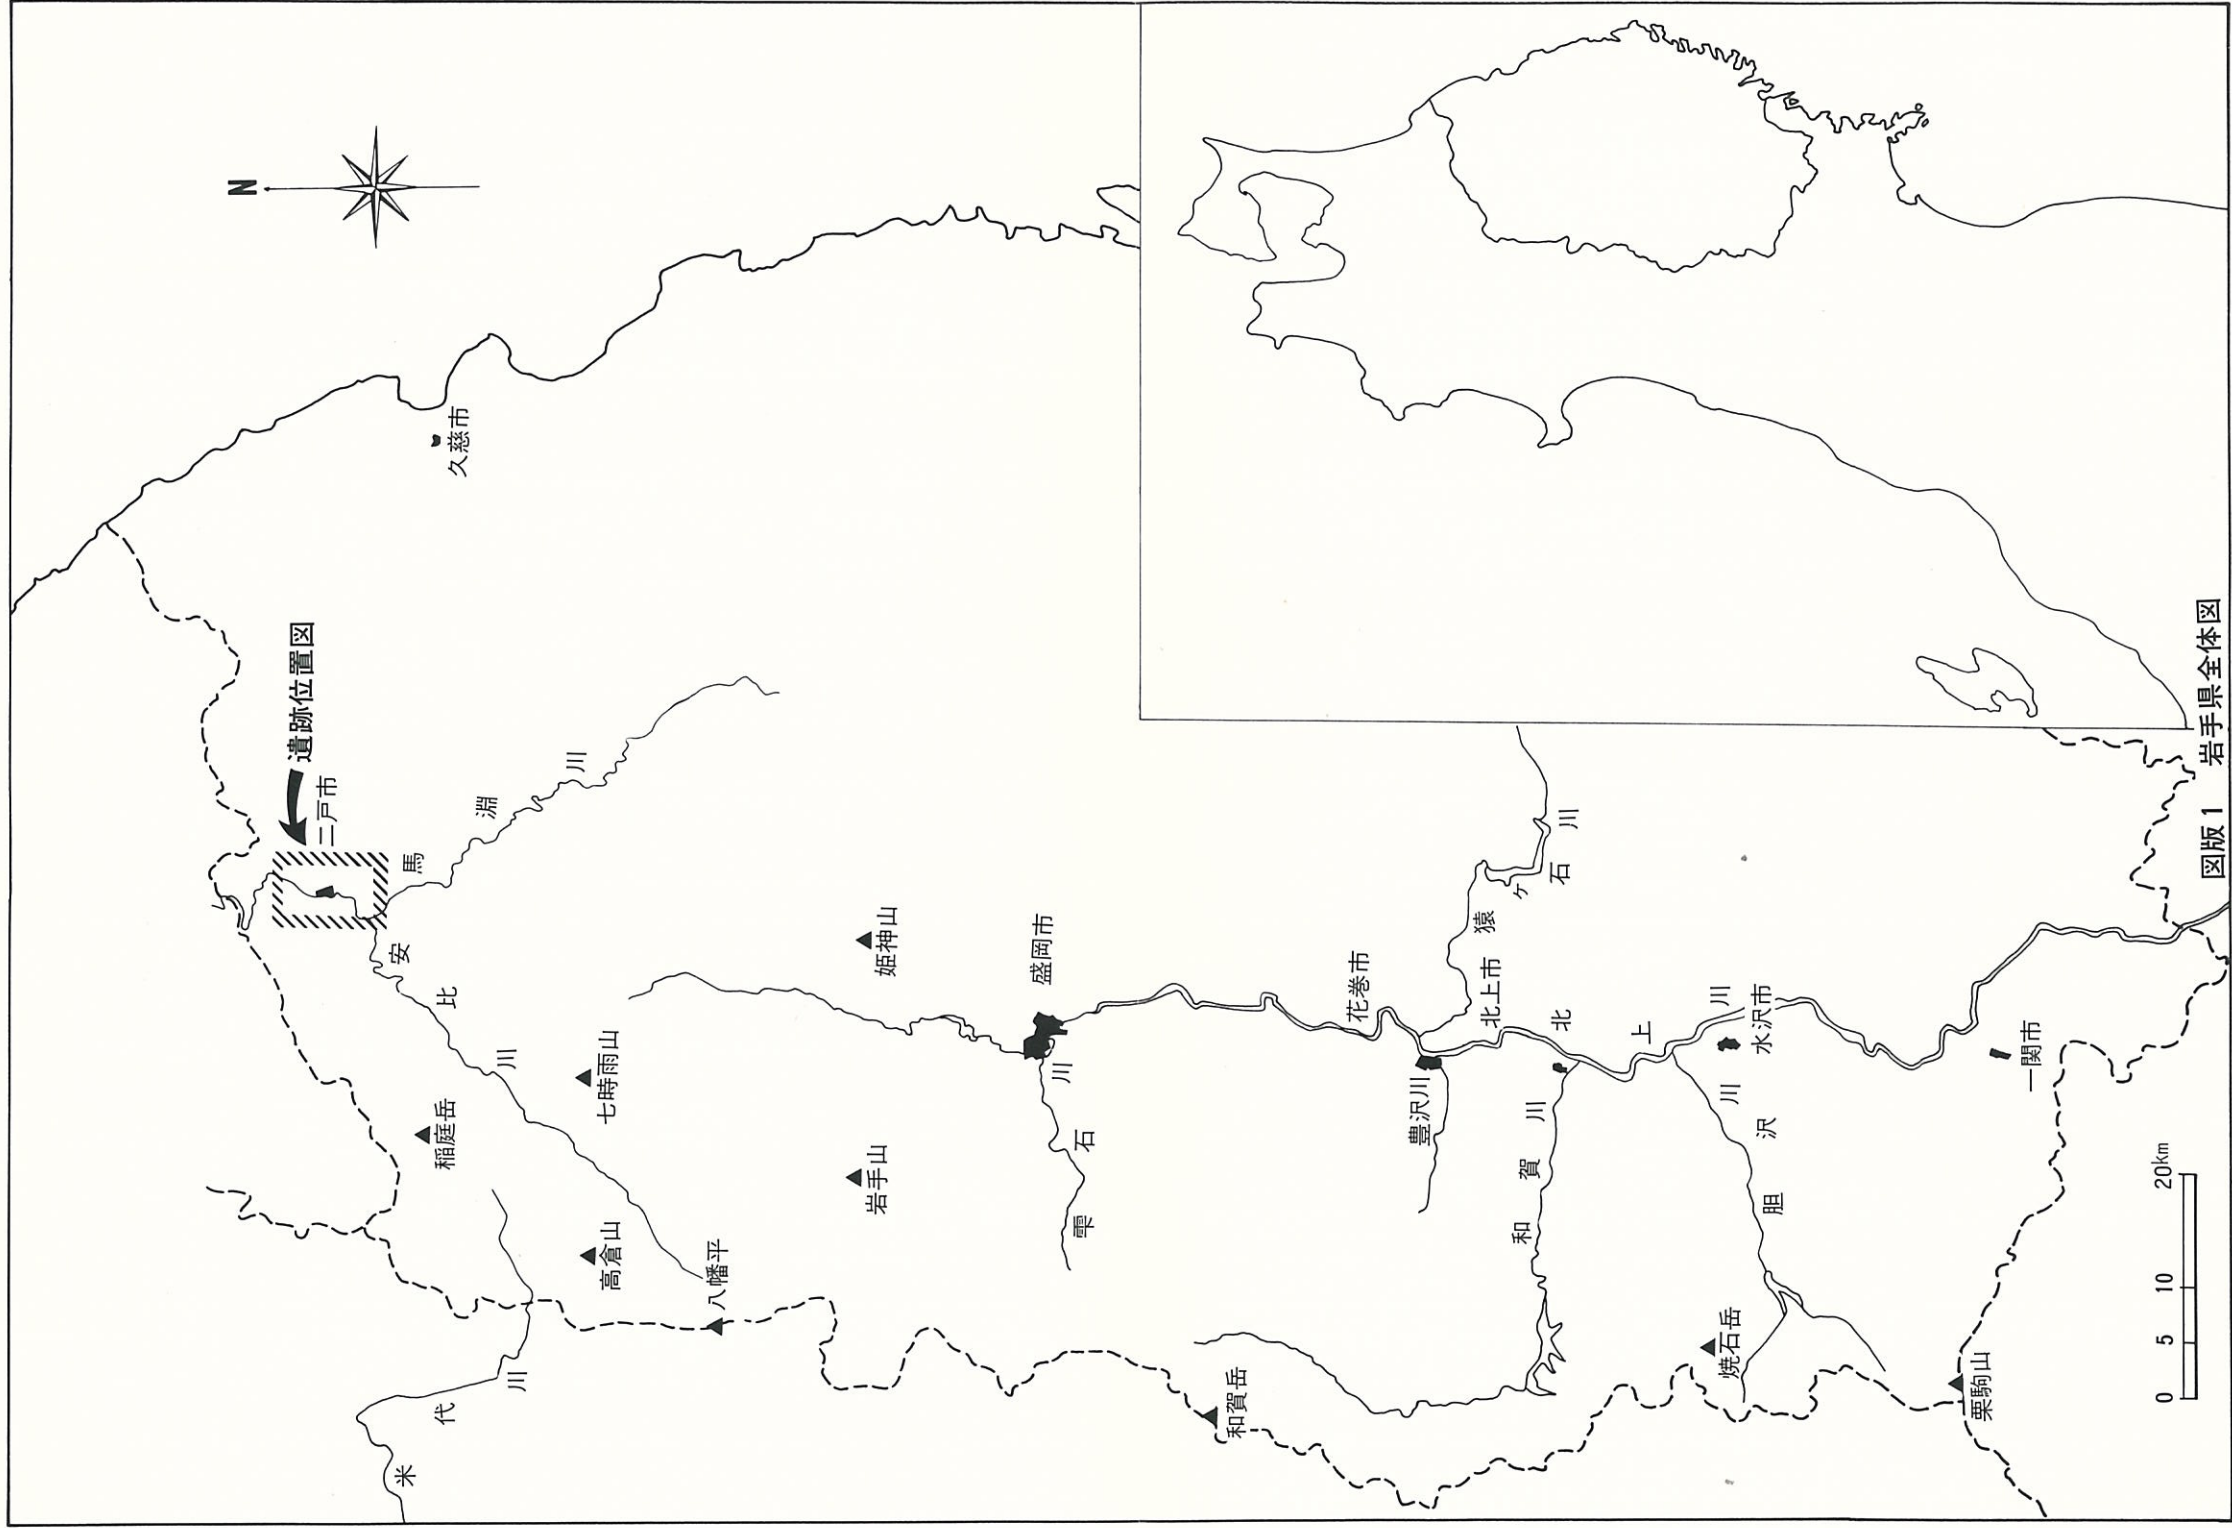 N
久慈市
遺跡位置図
二戸市
馬淵川
安比川
稲庭岳
七時雨山
高倉山
八幡平
米代川
姫神山
岩手山
盛岡市
雫石川
花巻市
豊沢川
猿ヶ石川
北上市
北上川
和賀川
和賀岳
水沢市
胆沢川
焼石岳
一関市
栗駒山
0 5 10 20km
図版1 岩手県全体図